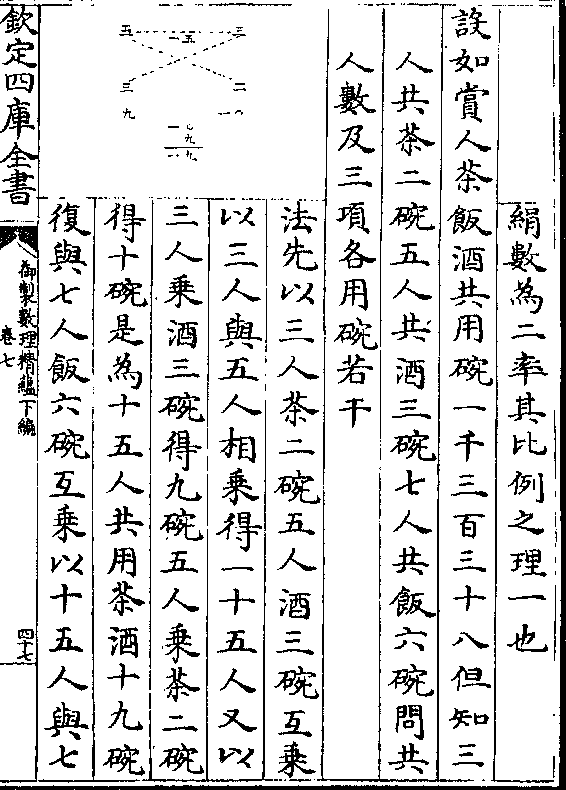 絹數為二率其比例之理一也
設如賞人茶飯酒共用碗一千三百三十八但知三
人共茶二碗五人共酒三碗七人共飯六碗問共
人數及三項各用碗若干
三 二
一五
五 三 九
法先以三人茶二碗五人酒三碗互乘
以三人與五人相乘得一十五人又以
三人乘酒三碗得九碗五人乘茶二碗
得十碗是為十五人共用茶酒十九碗
復與七人飯六碗互乘以十五人與七
欽定四庫全書
御製數理精蘊下編
卷七
四十七